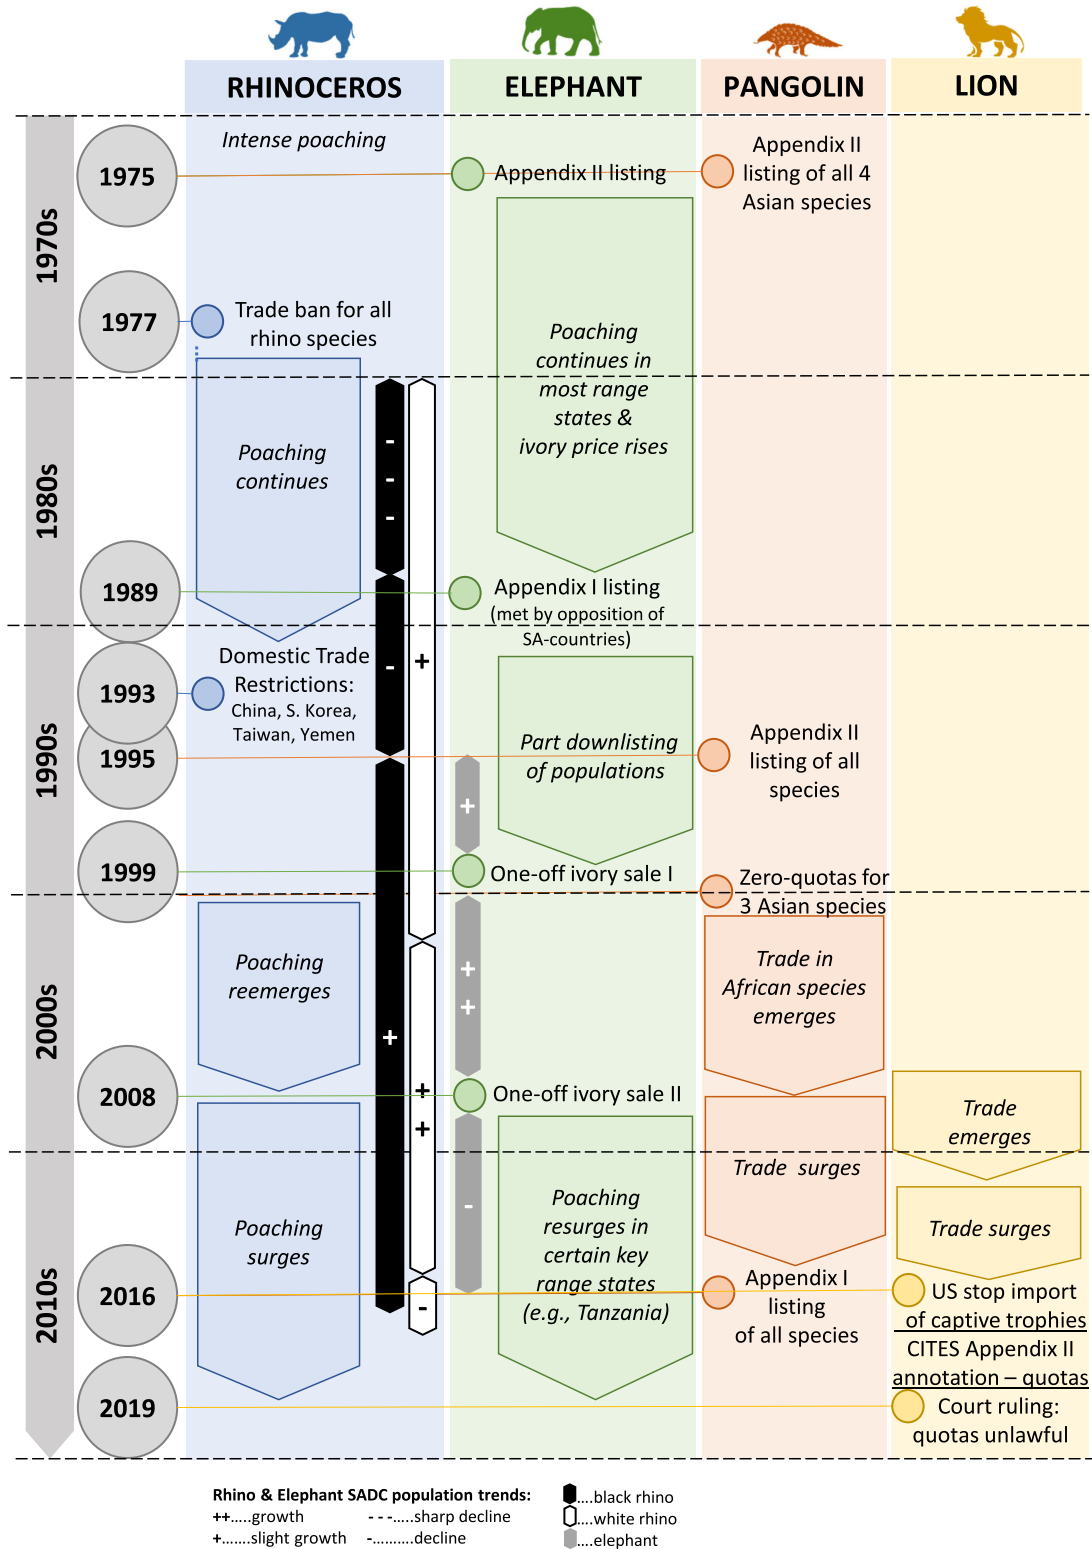 RHINOCEROS
ELEPHANT
PANGOLIN
LION
1970s
1980s
1990s
2000s
2010s
1975
1977
1989
1993
1995
1999
2008
2016
2019
Intense poaching
Trade ban for all
rhino species
Poaching
continues
Domestic Trade
Restrictions:
China, S. Korea,
Taiwan, Yemen
Poaching
reemerges
Poaching
surges
-
-
-
-
+
+
+
+
-
Appendix II listing
Poaching
continues in
most range
states &
ivory price rises
Appendix I listing
(met by opposition of
SA-countries)
Part downlisting
of populations
+
One-off ivory sale I
+
+
One-off ivory sale II
-
Poaching
resurges in
certain key
range states
(e.g., Tanzania)
Appendix II
listing of all 4
Asian species
Appendix II
listing of all
species
Zero-quotas for
3 Asian species
Trade in
African species
emerges
Trade surges
Appendix I
listing
of all species
Trade
emerges
Trade surges
US stop import
of captive trophies
CITES Appendix II
annotation – quotas
Court ruling:
quotas unlawful
Rhino & Elephant SADC population trends:
++.....growth
- - -.....sharp decline
+.......slight growth
-..........decline
....black rhino
....white rhino
....elephant